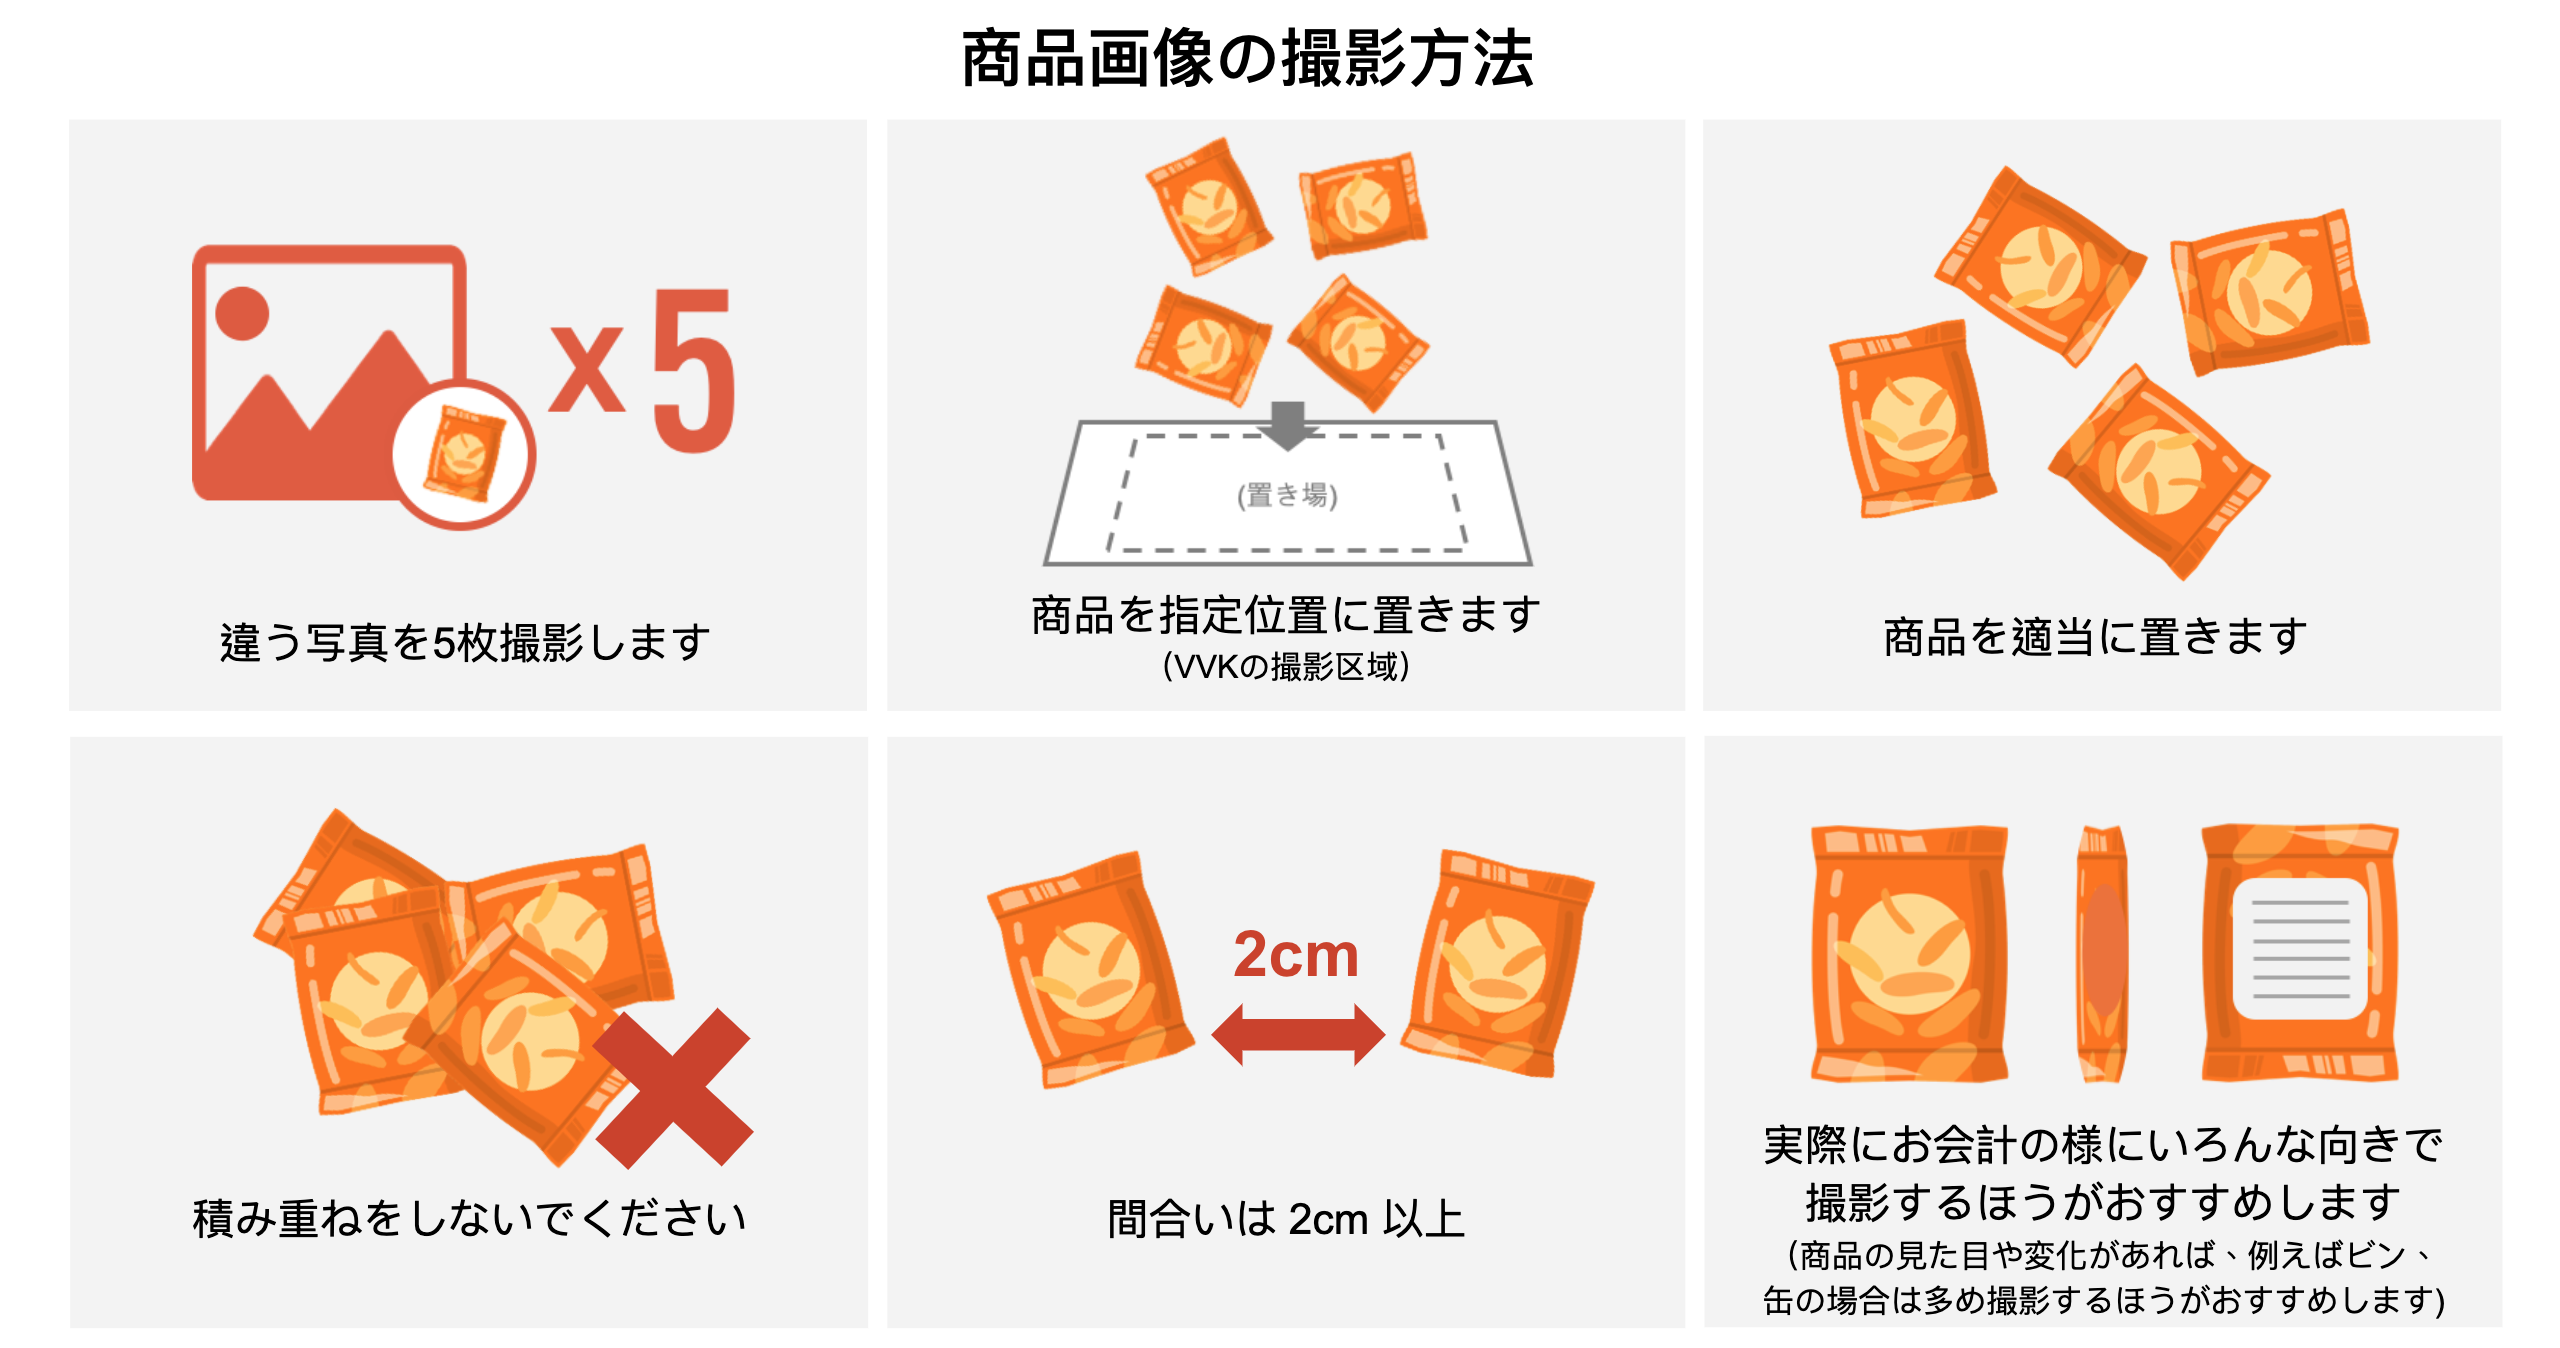 商品画像の撮影方法
x5
違う写真を5枚撮影します
(置き場)
商品を指定位置に置きます
(VVKの撮影区域)
商品を適当に置きます
積み重ねをしないでください
2cm
間合いは 2cm 以上
実際にお会計の様にいろんな向きで
撮影するほうがおすすめします
(商品の見た目や変化があれば、例えばビン、
缶の場合は多め撮影するほうがおすすめします)